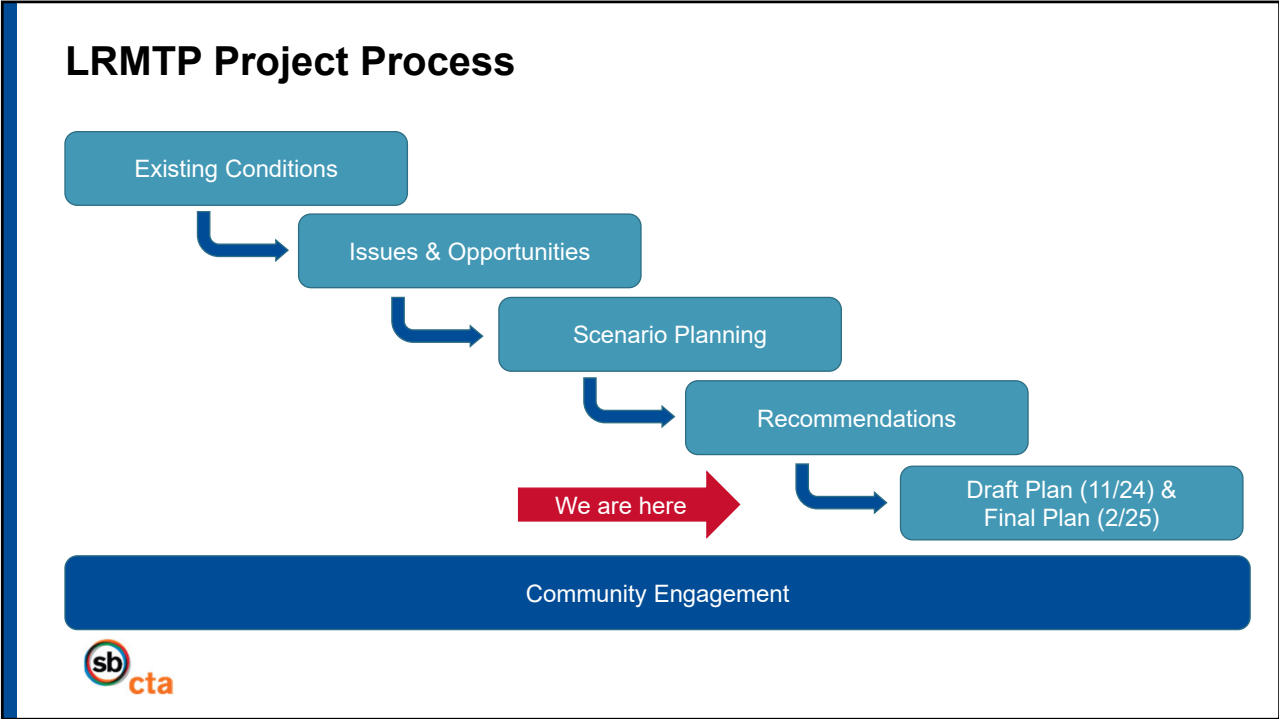 LRMTP Project Process
Existing Conditions
Issues & Opportunities
Scenario Planning
Recommendations
We are here
Draft Plan (11/24) &
Final Plan (2/25)
Community Engagement
sb
cta